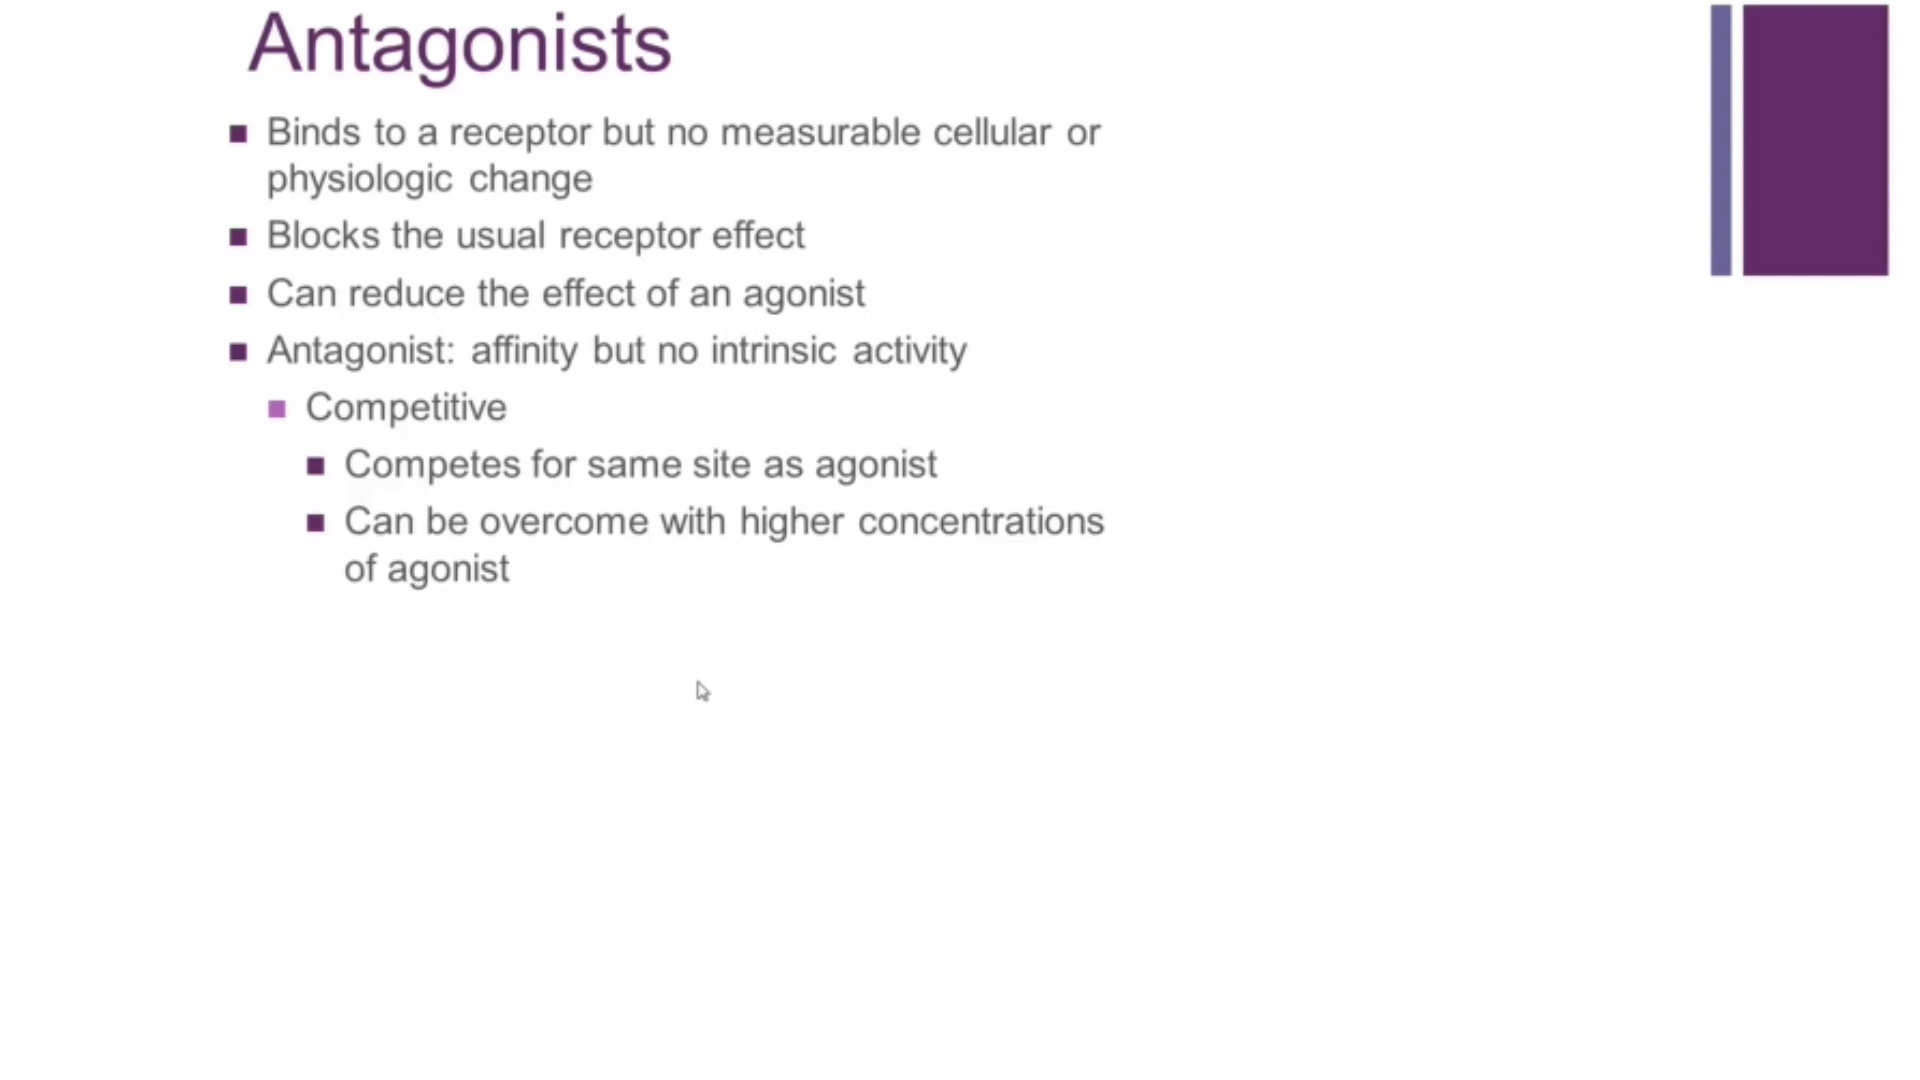 Antagonists
Binds to a receptor but no measurable cellular or
physiologic change
Blocks the usual receptor effect
Can reduce the effect of an agonist
Antagonist: affinity but no intrinsic activity
Competitive
Competes for same site as agonist
Can be overcome with higher concentrations
of agonist